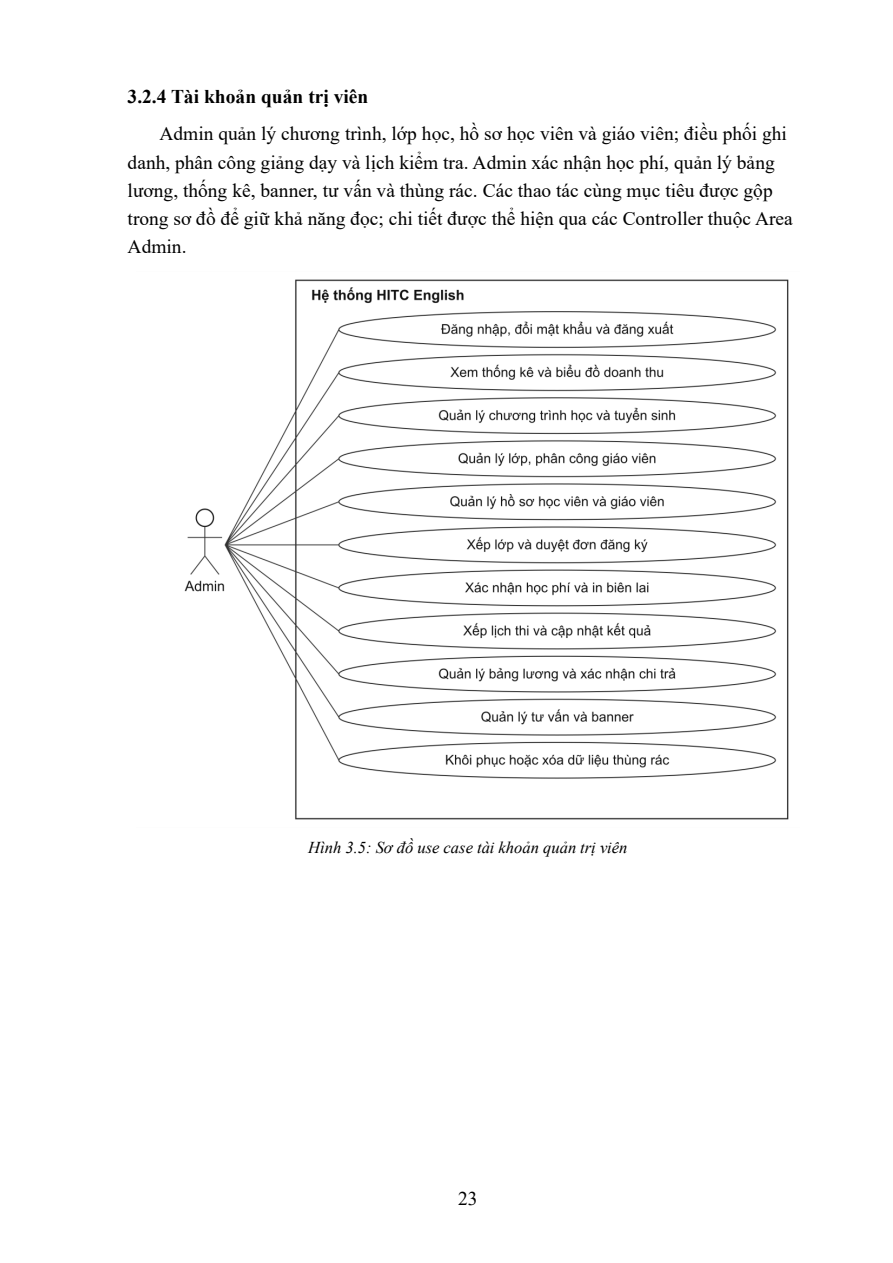 3.2.4 Tài khoản quản trị viên
Admin quản lý chương trình, lớp học, hồ sơ học viên và giáo viên; điều phối ghi
danh, phân công giảng dạy và lịch kiểm tra. Admin xác nhận học phí, quản lý bảng
lương, thống kê, banner, tư vấn và thùng rác. Các thao tác cùng mục tiêu được gộp
trong sơ đồ để giữ khả năng đọc; chi tiết được thể hiện qua các Controller thuộc Area
Admin.
Hệ thống HITC English
Đăng nhập, đổi mật khẩu và đăng xuất
Xem thống kê và biểu đồ doanh thu
Quản lý chương trình học và tuyển sinh
Quản lý lớp, phân công giáo viên
Quản lý hồ sơ học viên và giáo viên
Xếp lớp và duyệt đơn đăng ký
Admin
Xác nhận học phí và in biên lai
Xếp lịch thi và cập nhật kết quả
Quản lý bảng lương và xác nhận chi trả
Quản lý tư vấn và banner
Khôi phục hoặc xóa dữ liệu thùng rác
Hình 3.5: Sơ đồ use case tài khoản quản trị viên
23